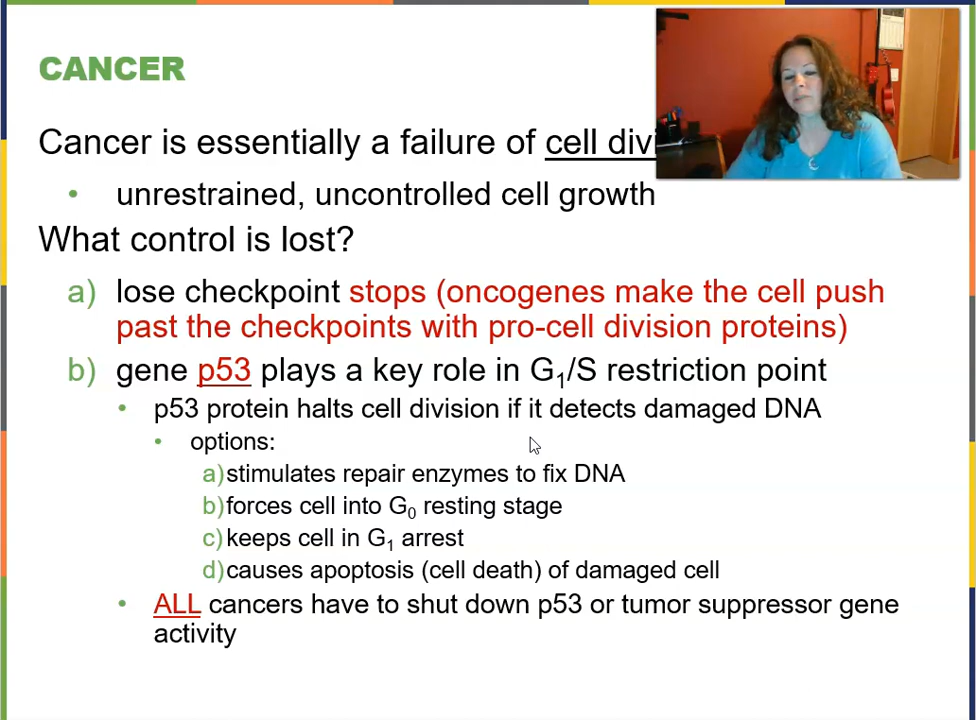 CANCER
Cancer is essentially a failure of cell
• unrestrained, uncontrolled cell growth
What control is lost?
a) lose checkpoint stops (oncogenes make the cell push
past the checkpoints with pro-cell division proteins)
b) gene p53 plays a key role in G₁/S restriction point
• p53 protein halts cell division if it detects damaged DNA
• options:
a) stimulates repair enzymes to fix DNA
b) forces cell into G₀ resting stage
c) keeps cell in G₁ arrest
d) causes apoptosis (cell death) of damaged cell
• ALL cancers have to shut down p53 or tumor suppressor gene
activity